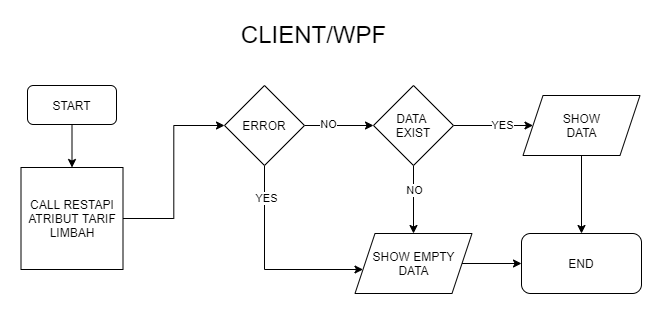 CLIENT/WPF
START
CALL RESTAPI
ATRIBUT TARIF
LIMBAH
ERROR
NO
DATA
EXIST
YES
SHOW
DATA
YES
NO
SHOW EMPTY
DATA
END